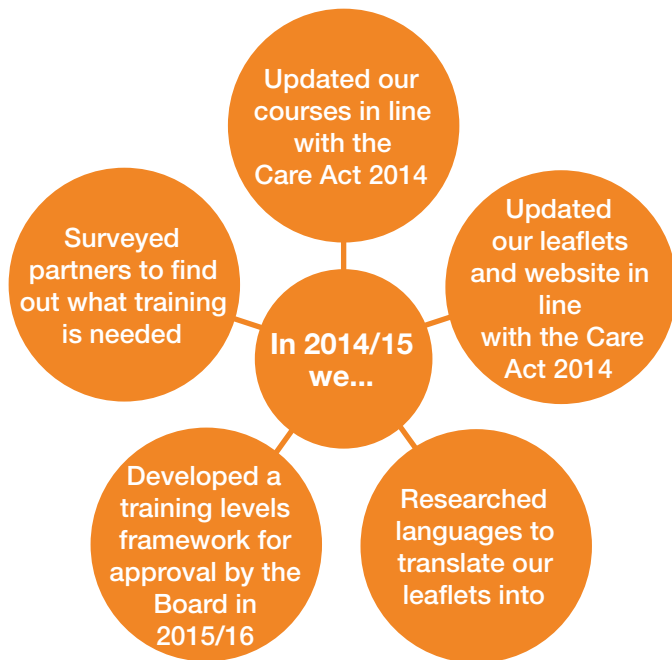 Updated our
courses in line
with the
Care Act 2014
Updated
our leaflets
and website in
line
with the Care
Act 2014
Surveyed
partners to find
out what training
is needed
In 2014/15
we...
Developed a
training levels
framework for
approval by the
Board in
2015/16
Researched
languages to
translate our
leaflets into